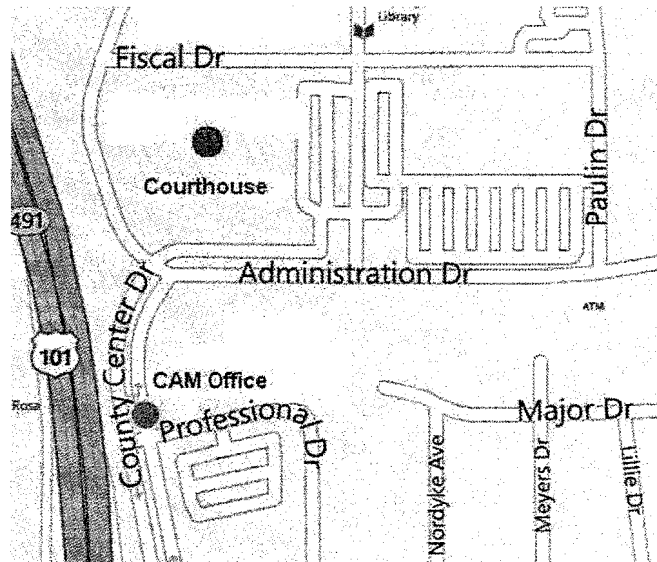 Library
Fiscal Dr
Courthouse
Paulin Dr
491
County Center Dr
Administration Dr
ATM
101
CAM Office
Rosa
Professional Dr
Major Dr
Nordyke Ave
Meyers Dr
Lillie Dr